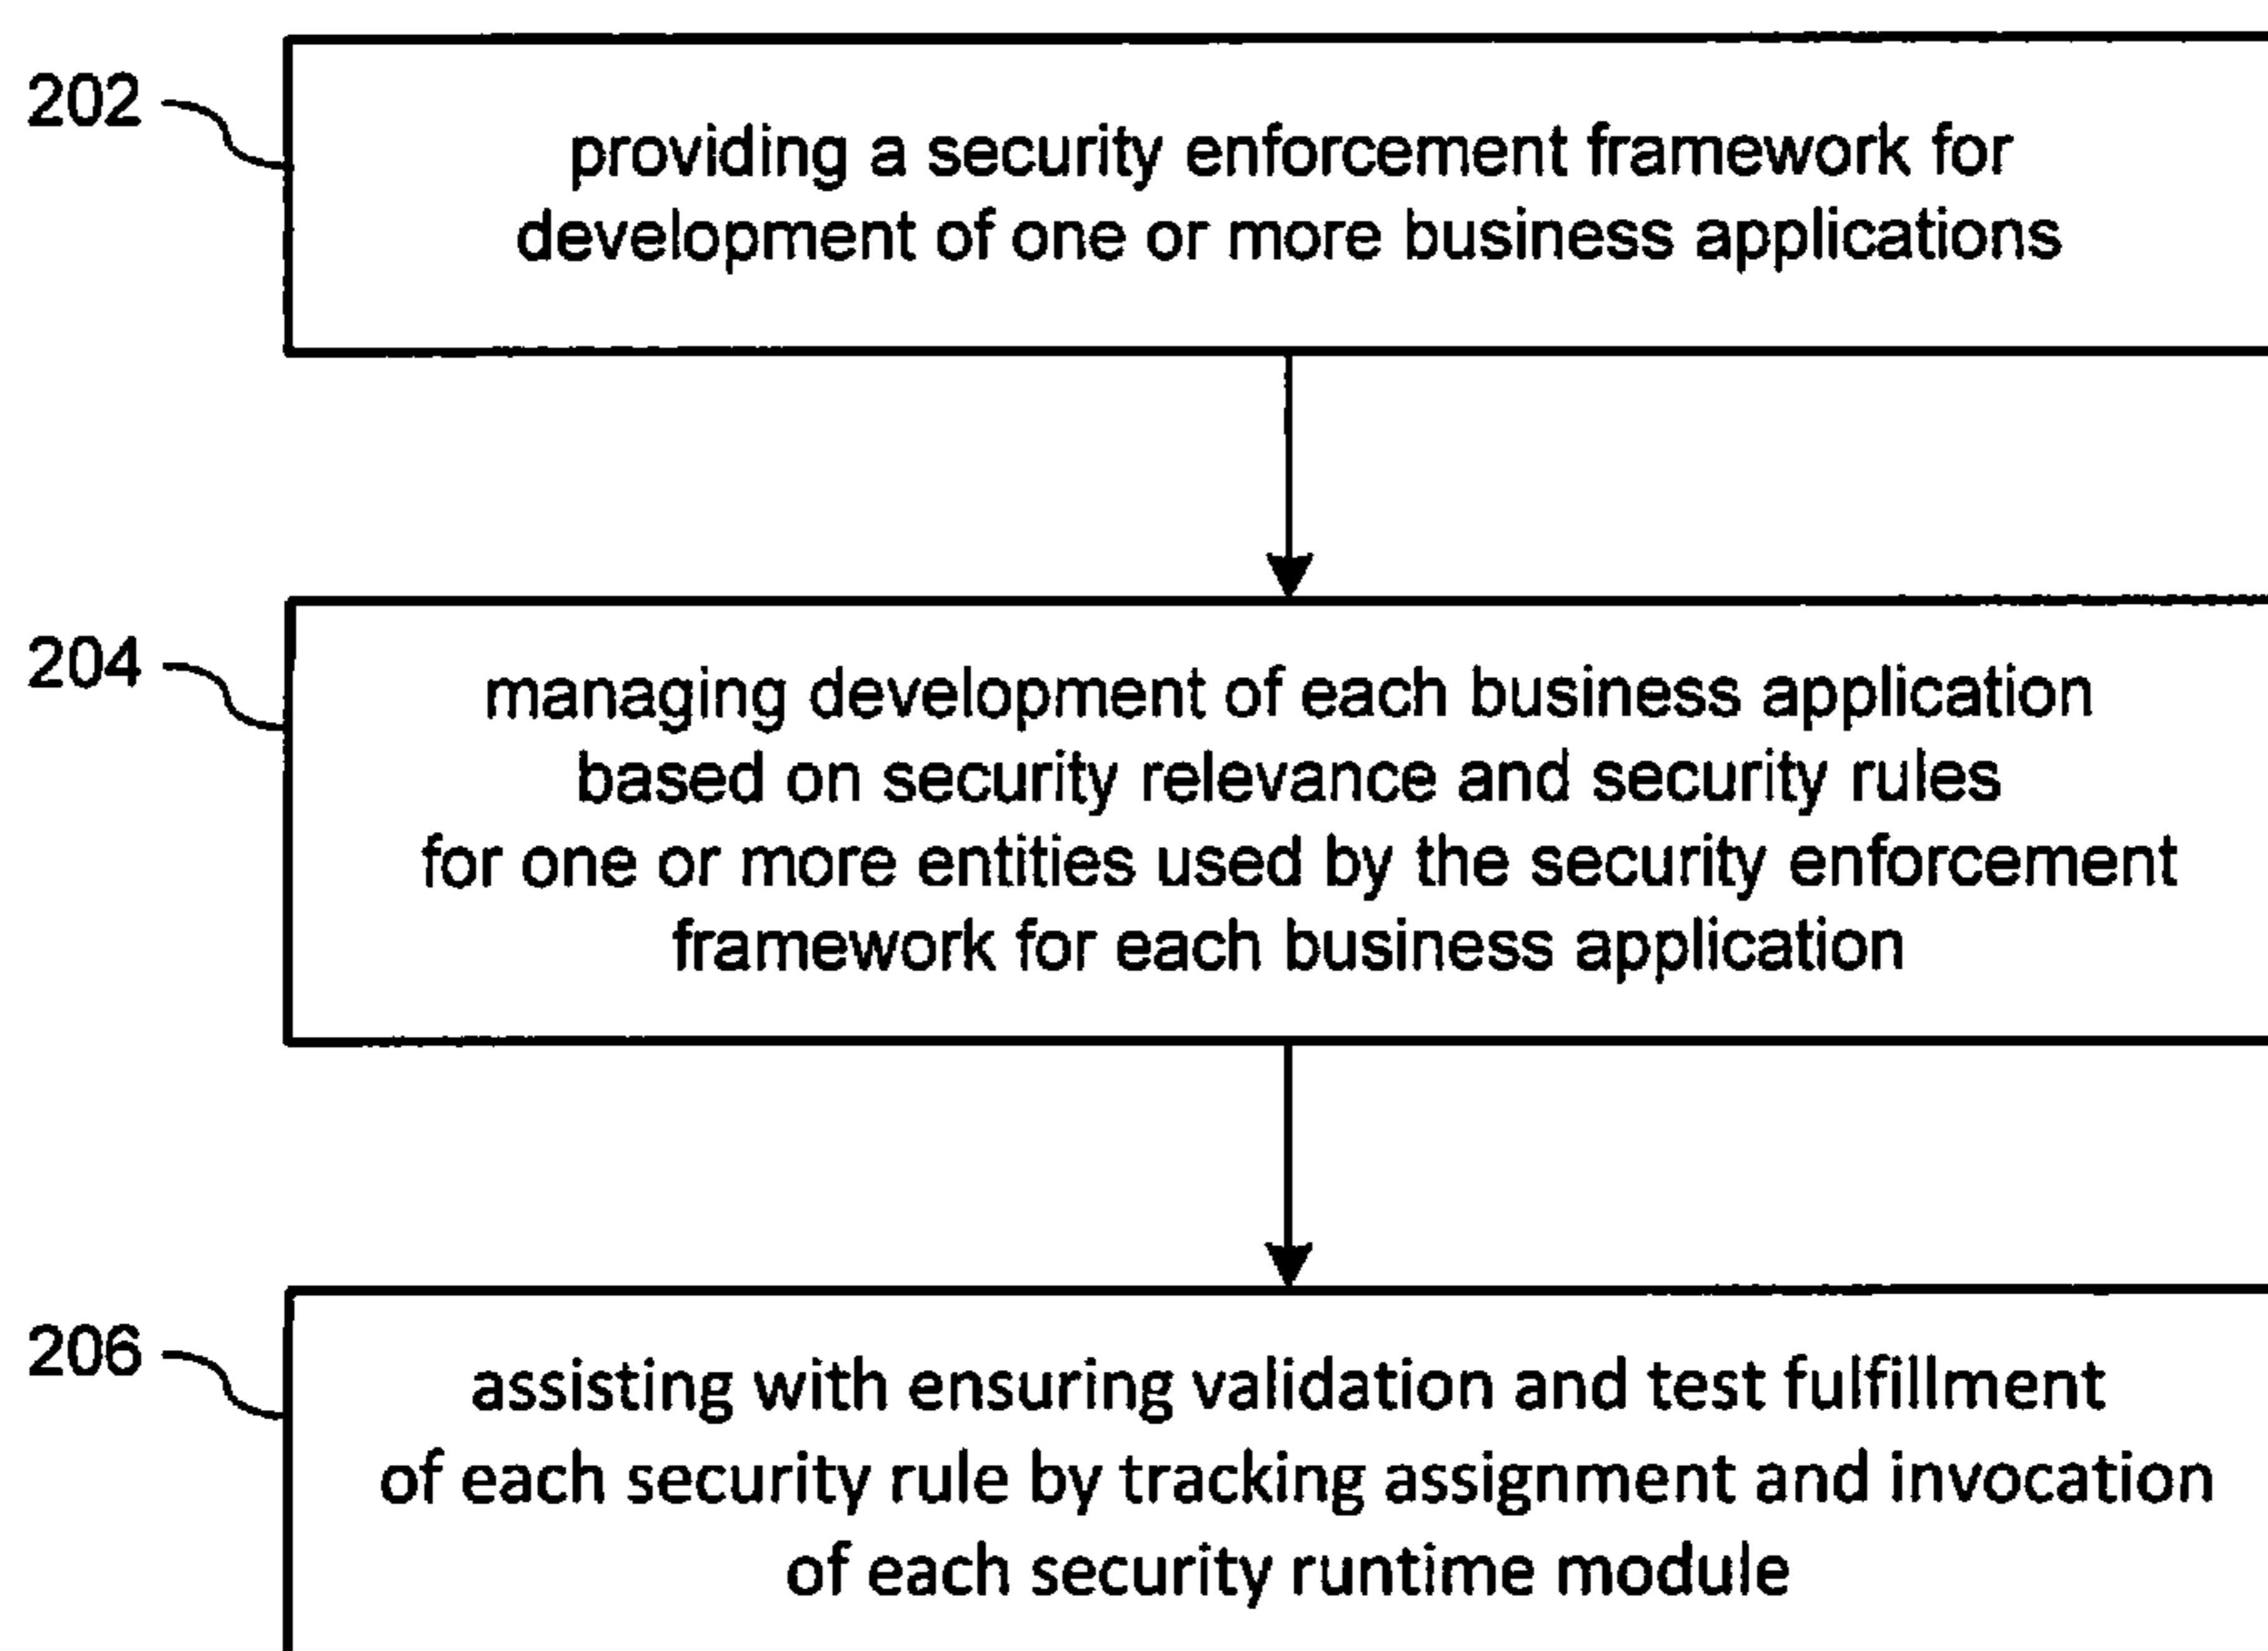 202
providing a security enforcement framework for
development of one or more business applications
204
managing development of each business application
based on security relevance and security rules
for one or more entities used by the security enforcement
framework for each business application
206
assisting with ensuring validation and test fulfillment
of each security rule by tracking assignment and invocation
of each security runtime module